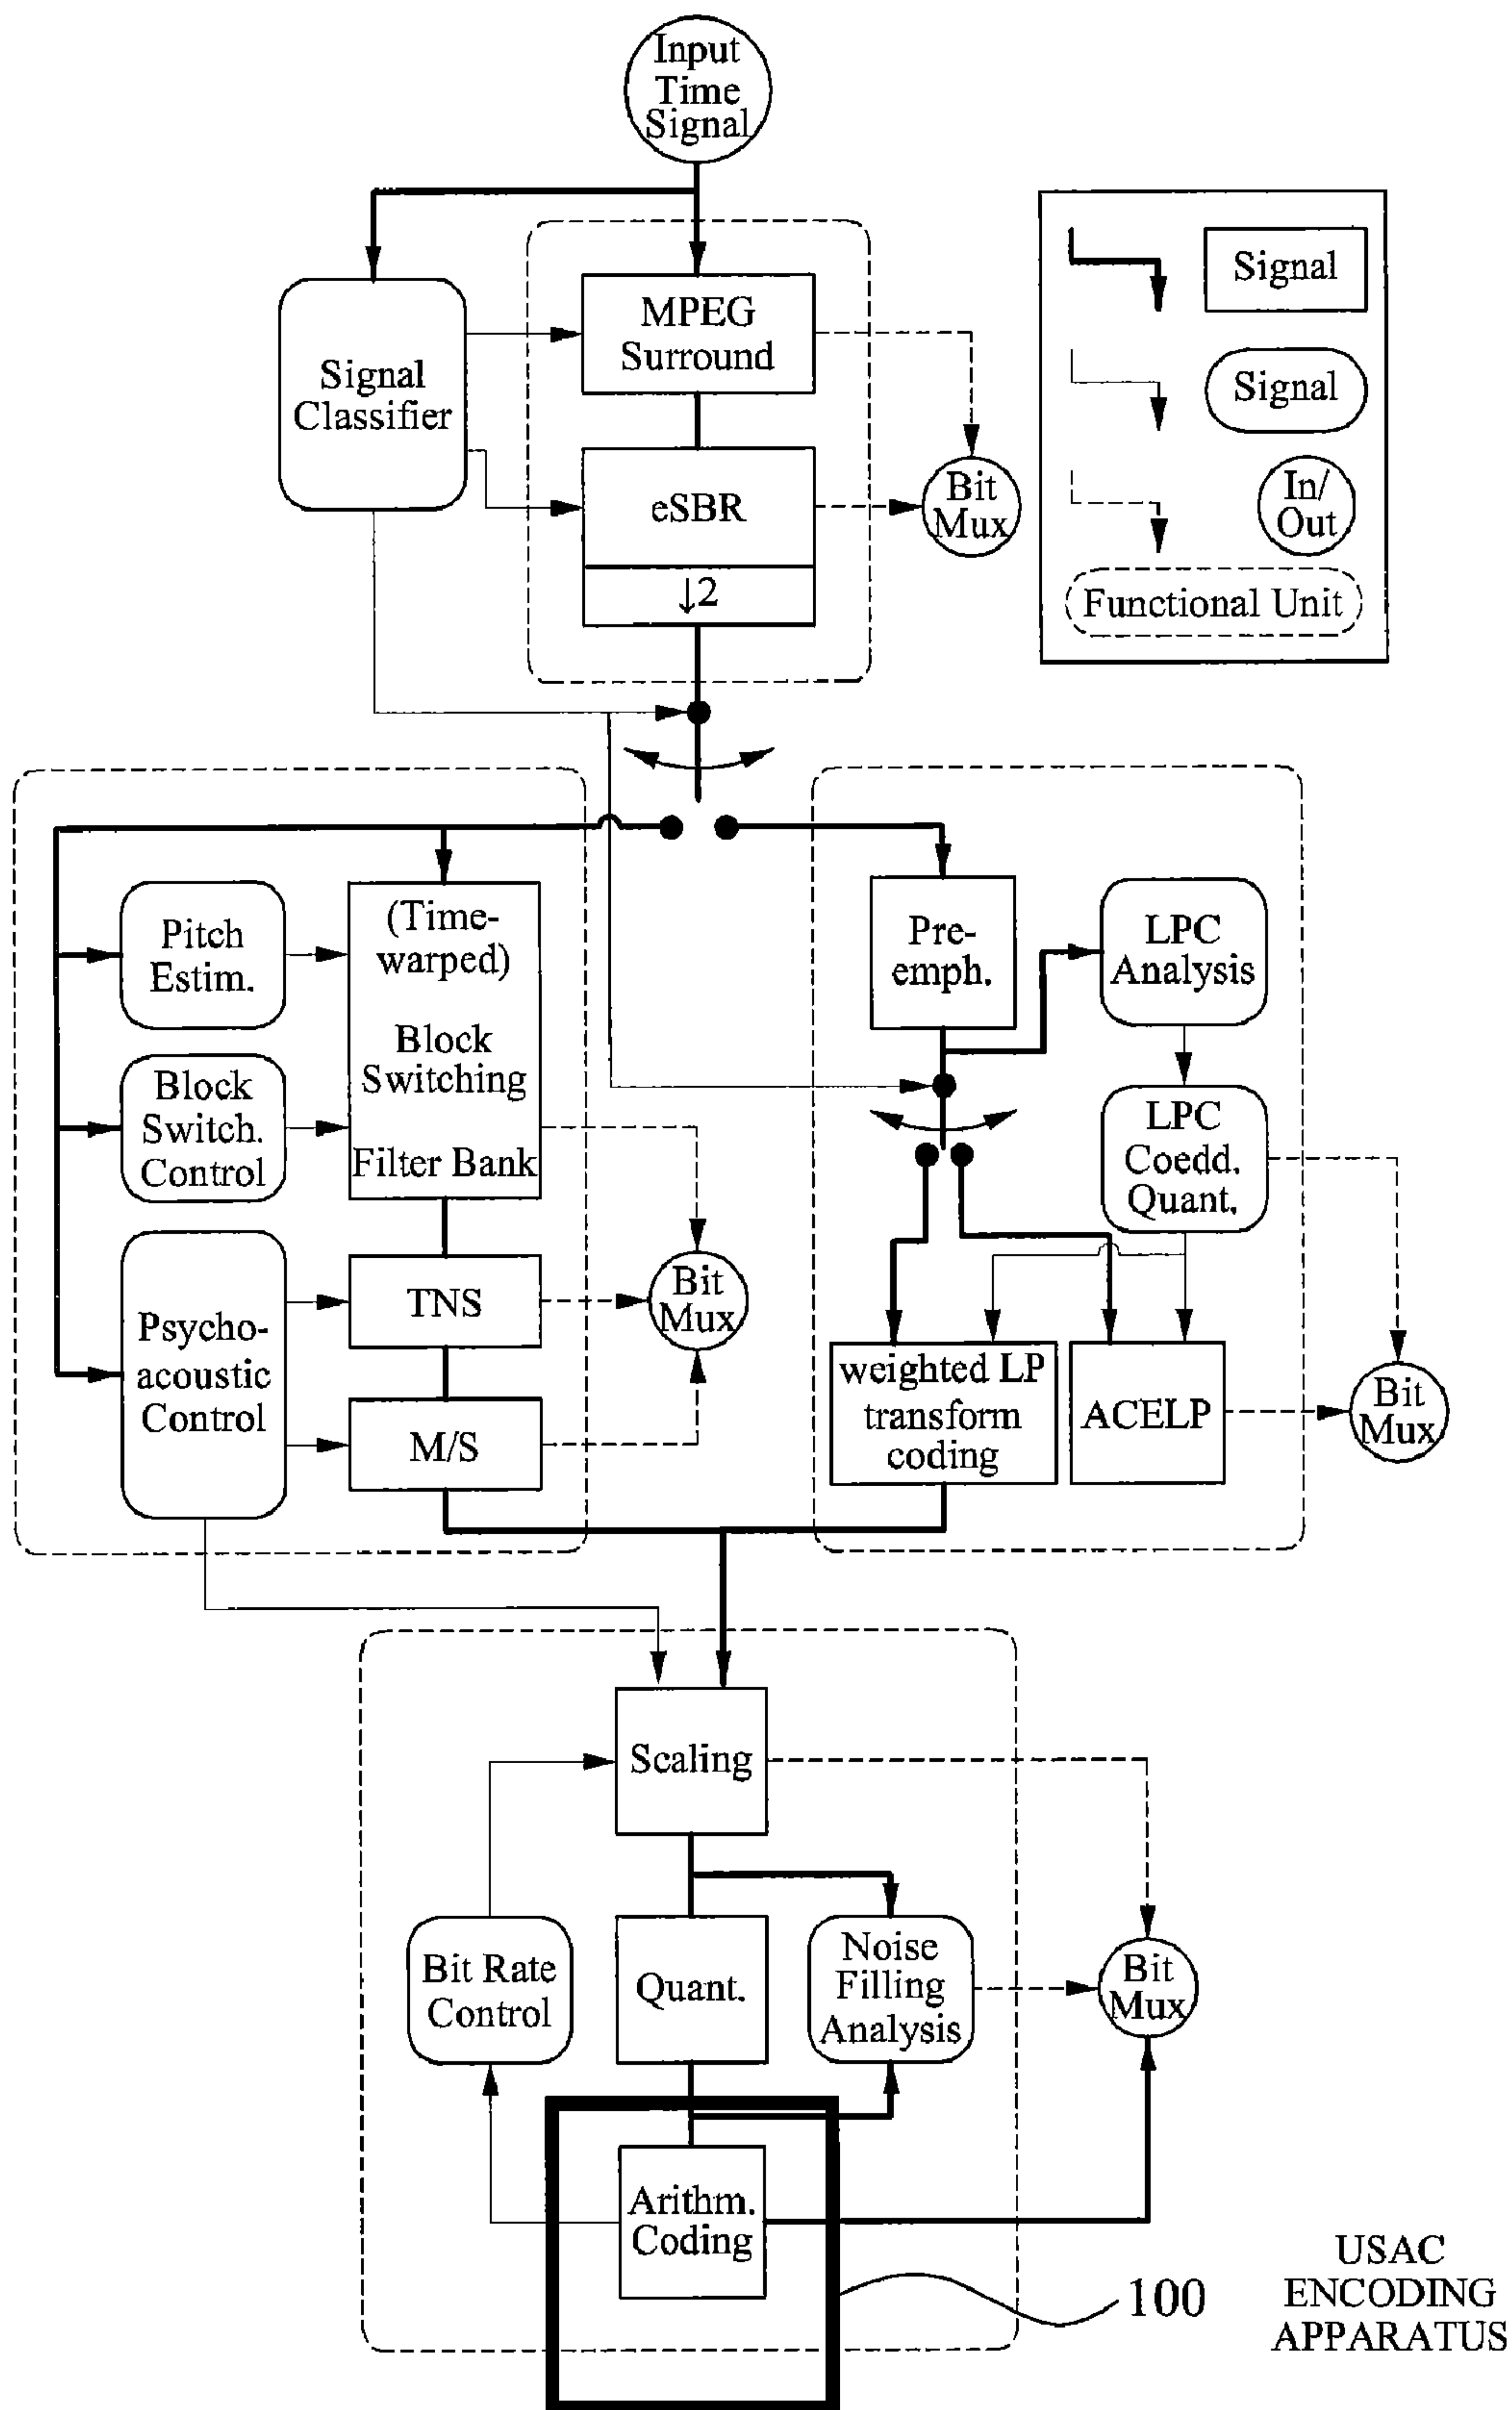 Input
Time
Signal
Signal
Classifier
MPEG
Surround
eSBR
↓2
Bit
Mux
Signal
Signal
In/
Out
Functional Unit
Pitch
Estim.
Block
Switch.
Control
Psycho-
acoustic
Control
(Time-
warped)
Block
Switching
Filter Bank
TNS
M/S
Bit
Mux
Pre-
emph.
LPC
Analysis
LPC
Coedd.
Quant.
weighted LP
transform
coding
ACELP
Bit
Mux
Scaling
Bit Rate
Control
Quant.
Noise
Filling
Analysis
Bit
Mux
Arithm.
Coding
100
USAC
ENCODING
APPARATUS